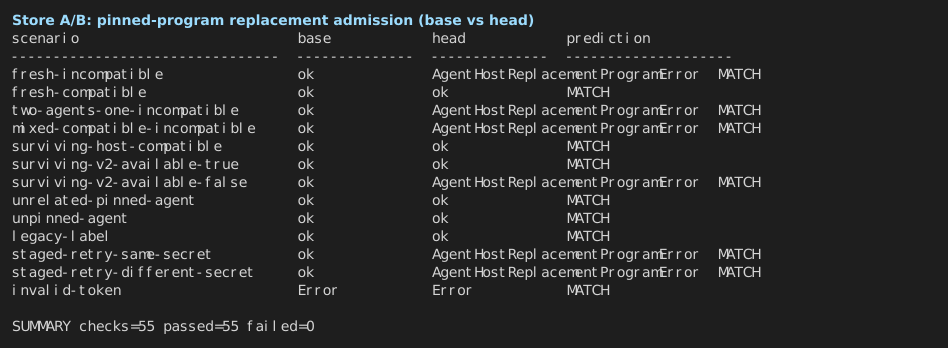 Store A/B: pinned-program replacement admission (base vs head)
scenario base head prediction
------------------------------ ------------- ------------- -------------------
fresh-incompatible ok AgentHostReplacementProgramError MATCH
fresh-compatible ok ok MATCH
two-agents-one-incompatible ok AgentHostReplacementProgramError MATCH
mixed-compatible-incompatible ok AgentHostReplacementProgramError MATCH
surviving-host-compatible ok ok MATCH
surviving-v2-available-true ok ok MATCH
surviving-v2-available-false ok AgentHostReplacementProgramError MATCH
unrelated-pinned-agent ok ok MATCH
unpinned-agent ok ok MATCH
legacy-label ok ok MATCH
staged-retry-same-secret ok AgentHostReplacementProgramError MATCH
staged-retry-different-secret ok AgentHostReplacementProgramError MATCH
invalid-token Error Error MATCH
SUMMARY checks=55 passed=55 failed=0